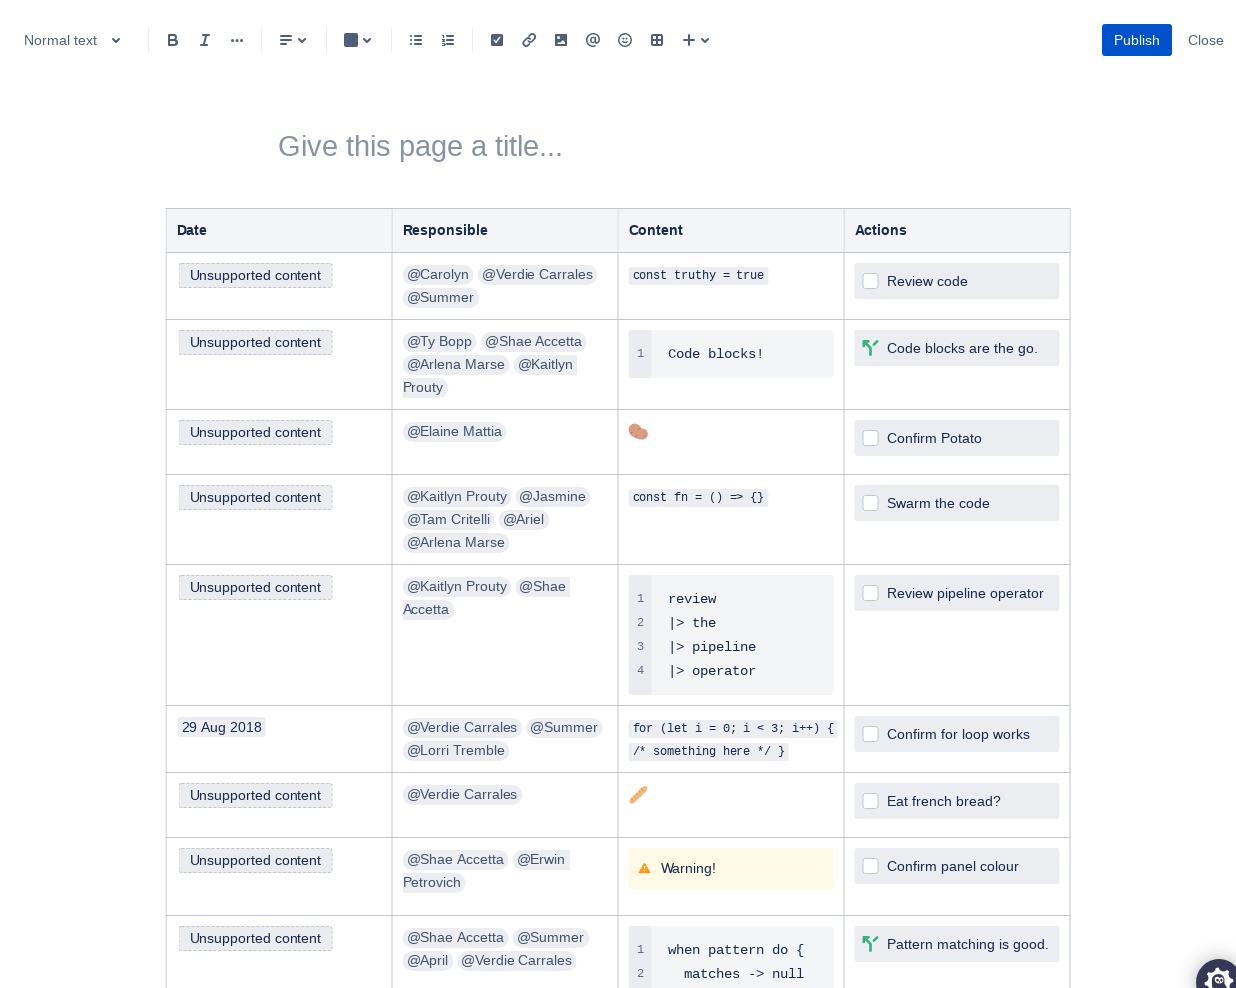 Normal text
Publish
Close
Give this page a title...
Date Responsible Content Actions
Unsupported content @Carolyn @Verdie Carrales const truthy = true Review code
@Summer
Unsupported content @Ty Bopp @Shae Accetta 1 Code blocks! Code blocks are the go.
@Arlena Marse @Kaitlyn
Prouty
Unsupported content @Elaine Mattia Confirm Potato
Unsupported content @Kaitlyn Prouty @Jasmine const fn = () => {} Swarm the code
@Tam Critelli @Ariel
@Arlena Marse
Unsupported content @Kaitlyn Prouty @Shae 1 review Review pipeline operator
Accetta 2 |> the
3 |> pipeline
4 |> operator
29 Aug 2018 @Verdie Carrales @Summer for (let i = 0; i < 3; i++) { Confirm for loop works
@Lorri Tremble /* something here */ }
Unsupported content @Verdie Carrales Eat french bread?
Unsupported content @Shae Accetta @Erwin Warning! Confirm panel colour
Petrovich
Unsupported content @Shae Accetta @Summer 1 when pattern do { Pattern matching is good.
@April @Verdie Carrales 2 matches -> null